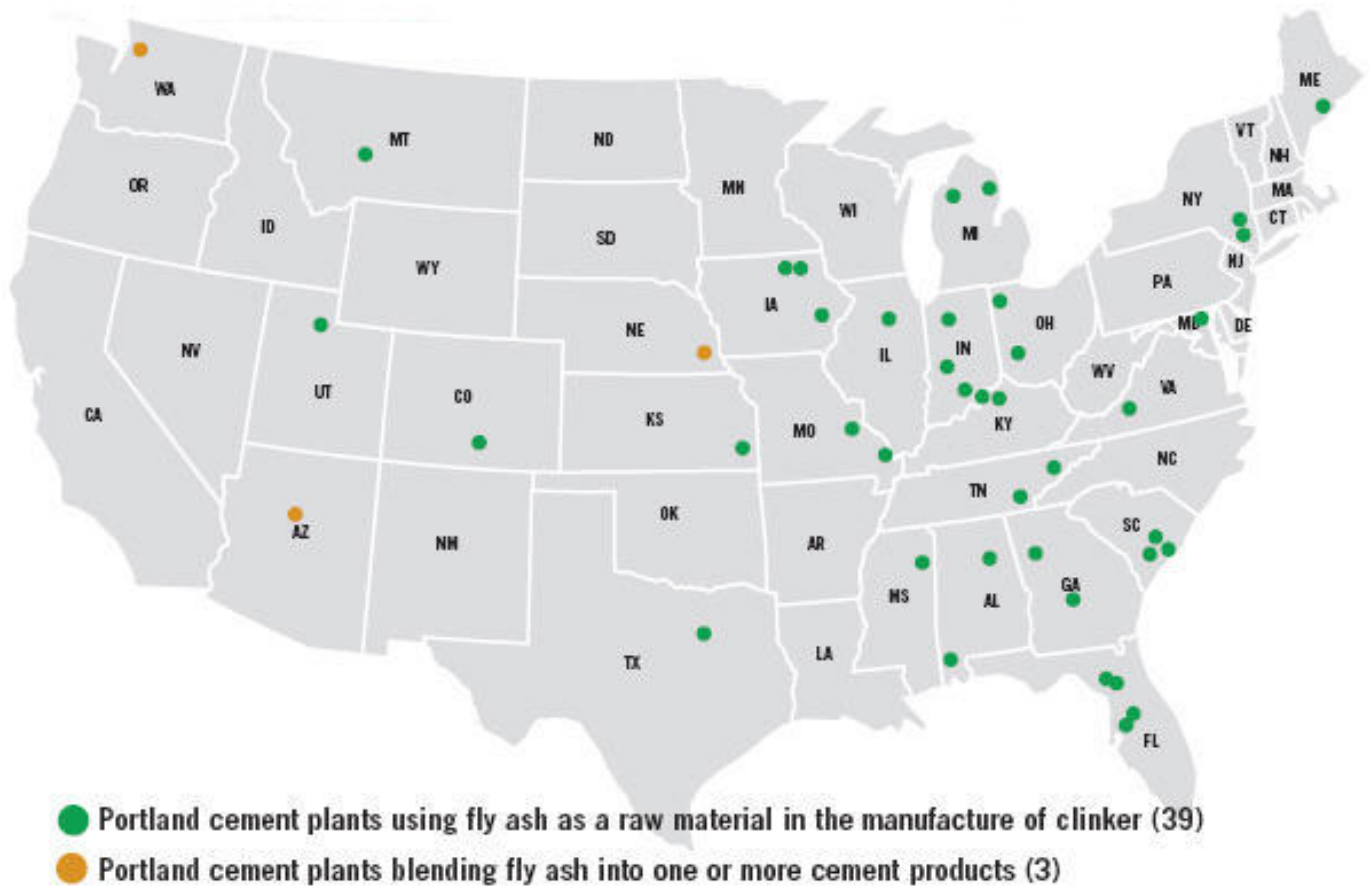 ME
WA
VT
MT
ND
NH
OR
MN
MA
NY
WI
CT
ID
SD
MI
WY
NJ
PA
IA
NE
MD
DE
OH
NV
IN
IL
UT
CO
WV
VA
CA
KS
MO
KY
NC
TN
OK
SC
AZ
NM
AR
GA
MS
AL
LA
TX
FL
Portland cement plants using fly ash as a raw material in the manufacture of clinker (39)
Portland cement plants blending fly ash into one or more cement products (3)